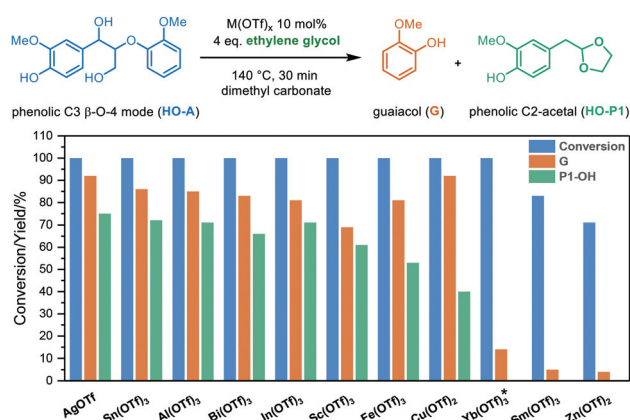 OH
OMe
MeO
O
HO
HO
M(OTf)x 10 mol%
4 eq. ethylene glycol
140 °C, 30 min
dimethyl carbonate
OMe
OH
+
MeO
O
HO
O
phenolic C3 β-O-4 mode (HO-A)
guaiacol (G)
phenolic C2-acetal (HO-P1)
Conversion/Yield/%
110
100
90
80
70
60
50
40
30
20
10
0
Conversion
G
P1-OH
AgOTf
Sn(OTf)3
Al(OTf)3
Bi(OTf)3
In(OTf)3
Sc(OTf)3
Fe(OTf)3
Cu(OTf)2
Yb(OTf)3*
Sm(OTf)3
Zn(OTf)2